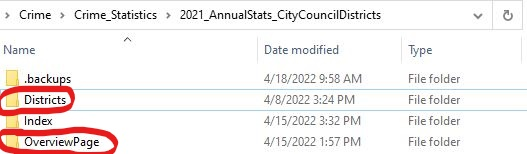 Crime > Crime_Statistics > 2021_AnnualStats_CityCouncilDistricts
Name Date modified Type
.backups 4/18/2022 9:58 AM File folder
Districts 4/8/2022 3:24 PM File folder
Index 4/15/2022 3:32 PM File folder
OverviewPage 4/15/2022 1:57 PM File folder